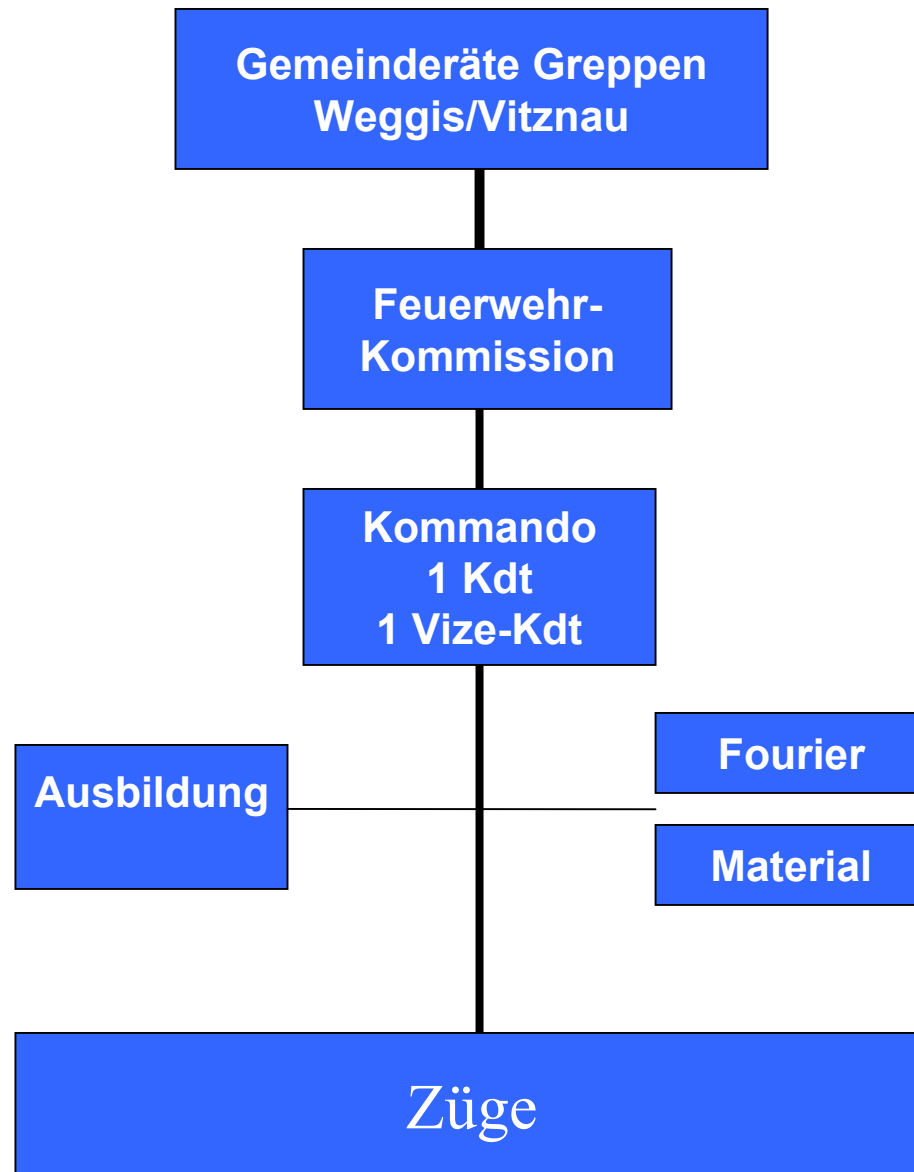 Gemeinderäte Greppen
Weggis/Vitznau
Feuerwehr-
Kommission
Kommando
1 Kdt
1 Vize-Kdt
Ausbildung
Fourier
Material
Züge